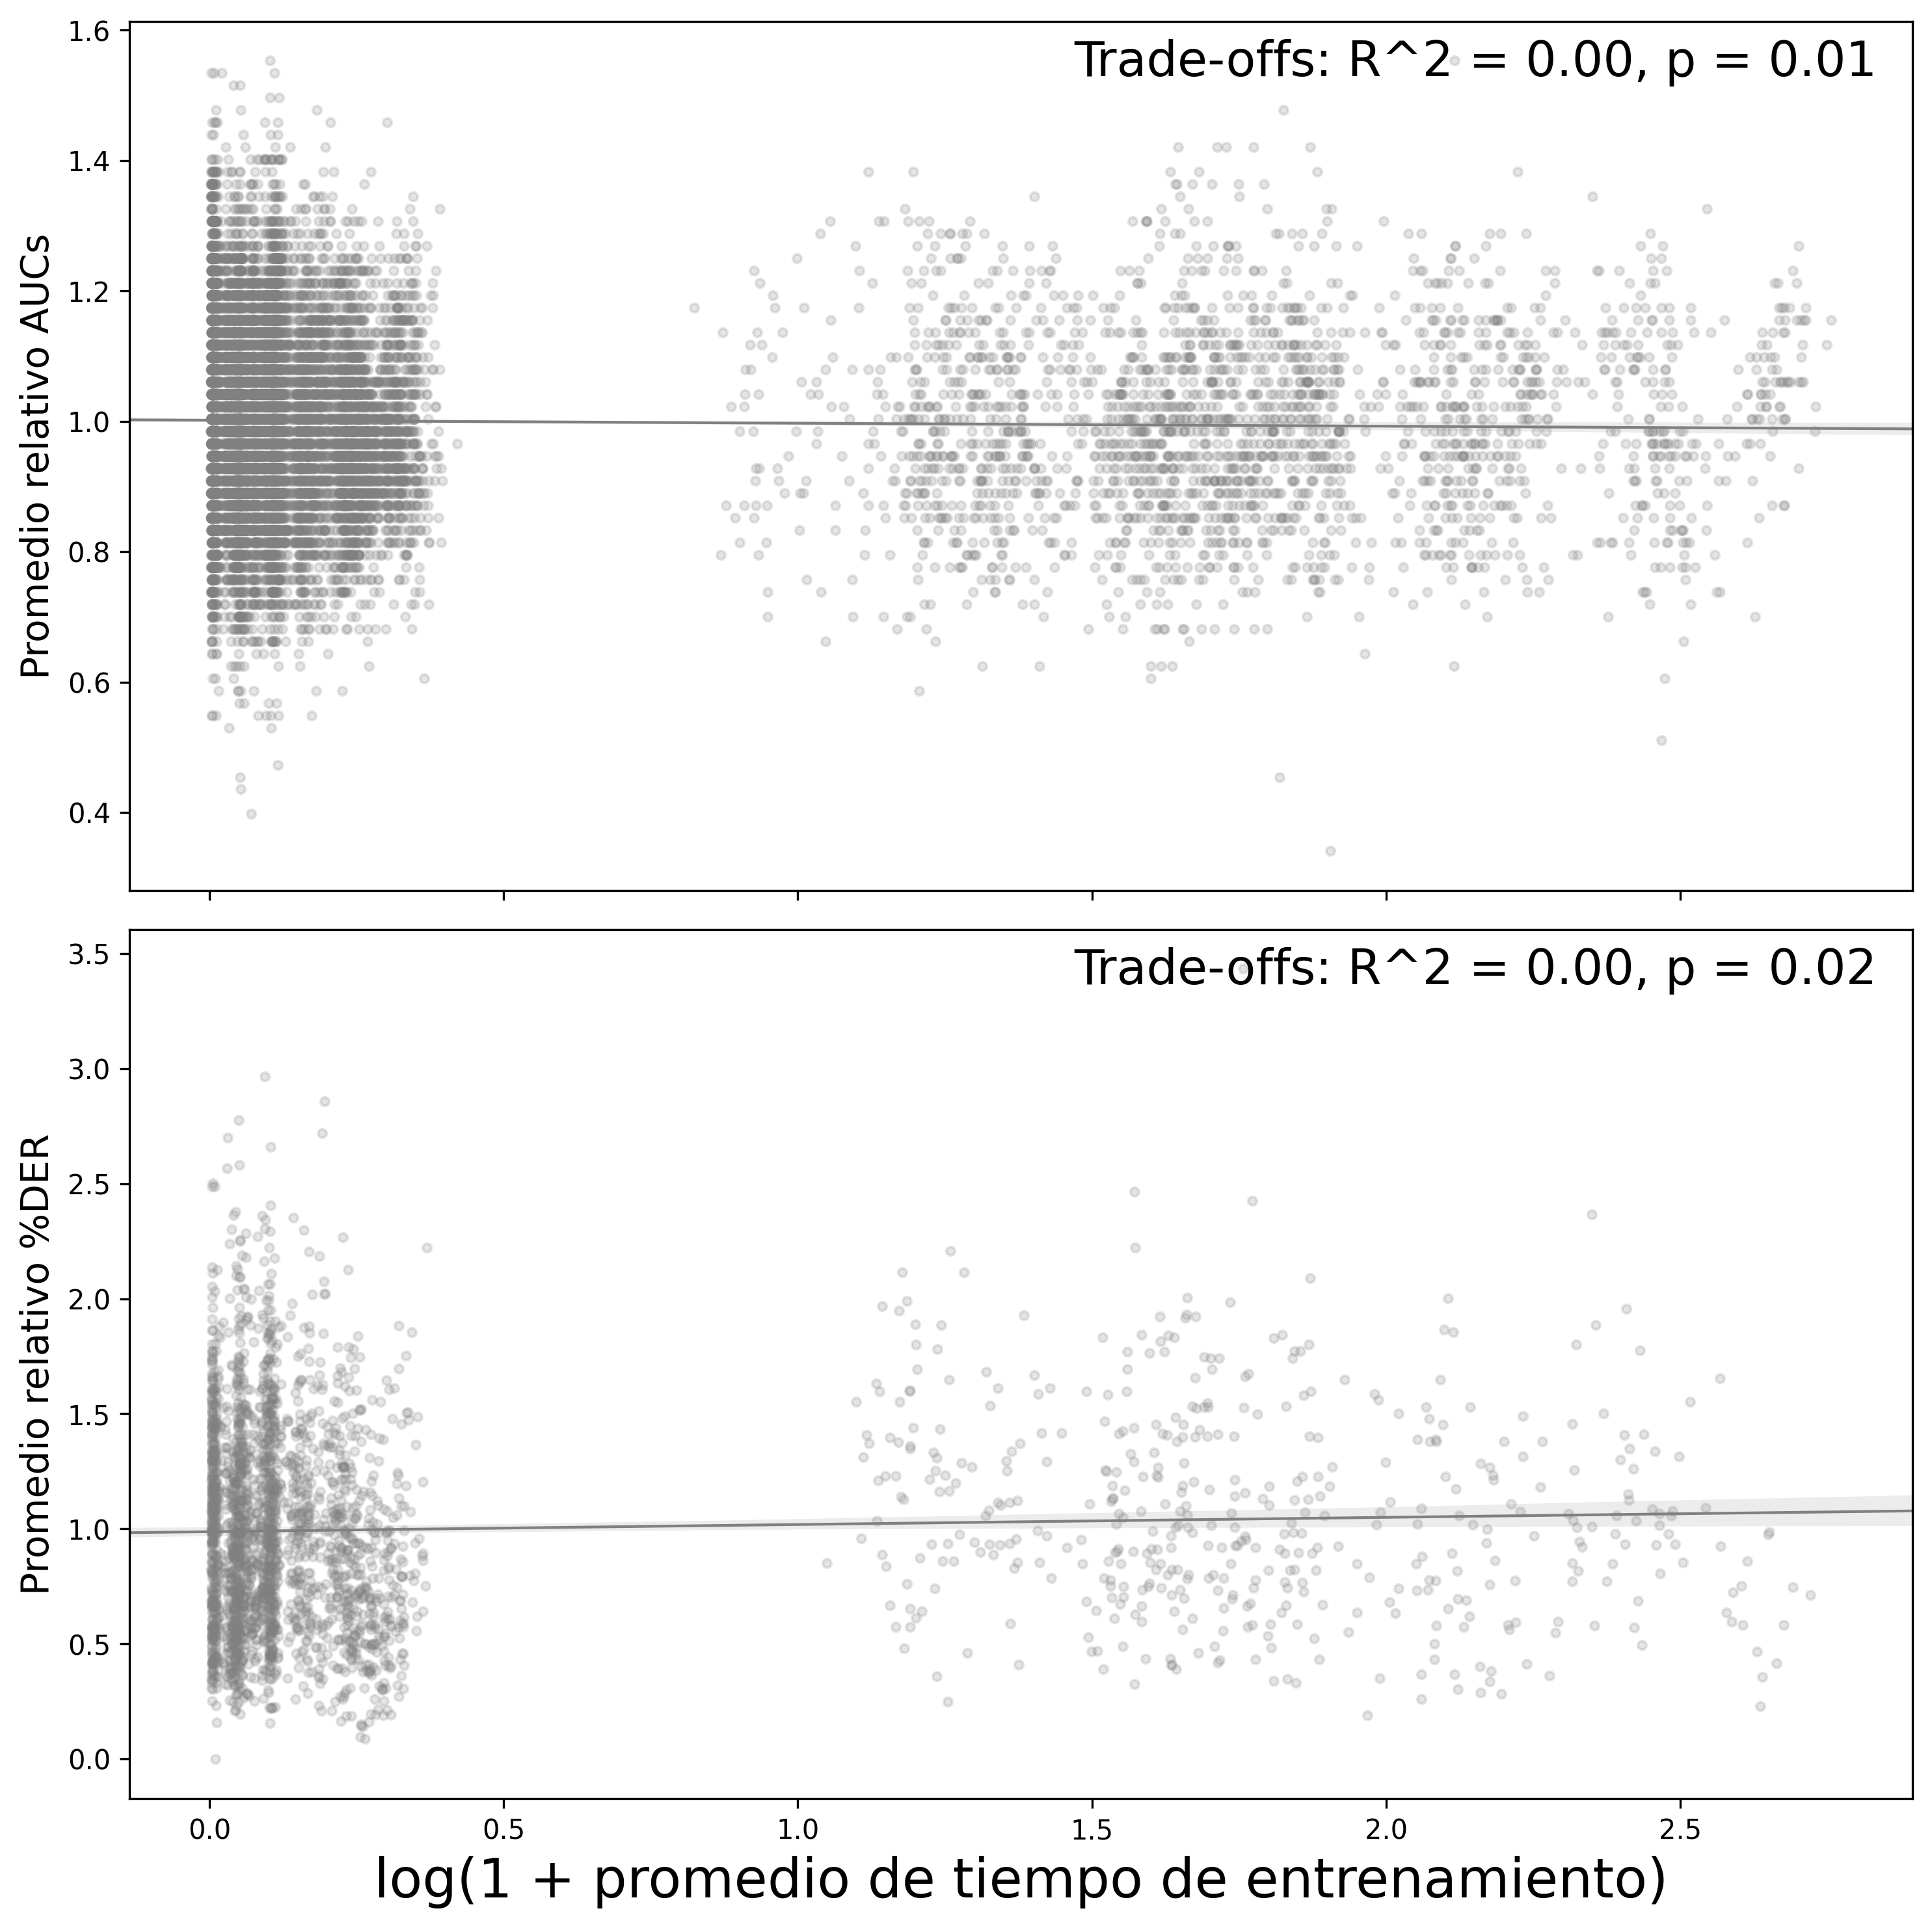 Trade-offs: R^2 = 0.00, p = 0.01
1.6
1.4
1.2
1.0
0.8
0.6
0.4
Promedio relativo AUCs
Trade-offs: R^2 = 0.00, p = 0.02
3.5
3.0
2.5
2.0
1.5
1.0
0.5
0.0
Promedio relativo %DER
0.0 0.5 1.0 1.5 2.0 2.5
log(1 + promedio de tiempo de entrenamiento)